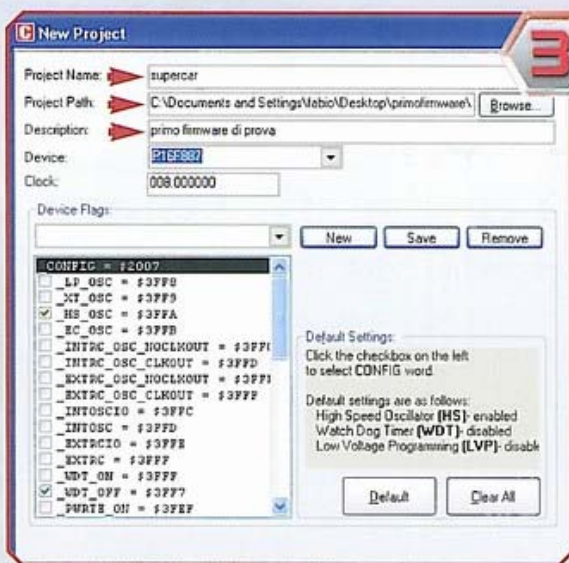 New Project
3
Project Name: supercar
Project Path: C:\Documents and Settings\fabio\Desktop\primofirmware\. Browse...
Description: primo firmware di prova
Device: P16F887
Clock: 008.000000
Device Flags:
New Save Remove
_CONFIG = $2007
_LP_OSC = $3FF8
_XT_OSC = $3FF9
_HS_OSC = $3FFA
_EC_OSC = $3FFB
_INTRC_OSC_NOCLKOUT = $3FF
_INTRC_OSC_CLKOUT = $3FFD
_EXTRC_OSC_NOCLKOUT = $3FF
_EXTRC_OSC_CLKOUT = $3FFF
_INTOSCIO = $3FFC
_INTOSC = $3FFD
_EXTRCIO = $3FFE
_EXTRC = $3FFF
_WDT_ON = $3FFF
_WDT_OFF = $3FF7
_PWRTE_ON = $3FEF
Default Settings:
Click the checkbox on the left
to select CONFIG word.
Default settings are as follows:
High Speed Oscillator (HS)- enabled
Watch Dog Timer (WDT)- disabled
Low Voltage Programming (LVP)- disabl
Default Clear All